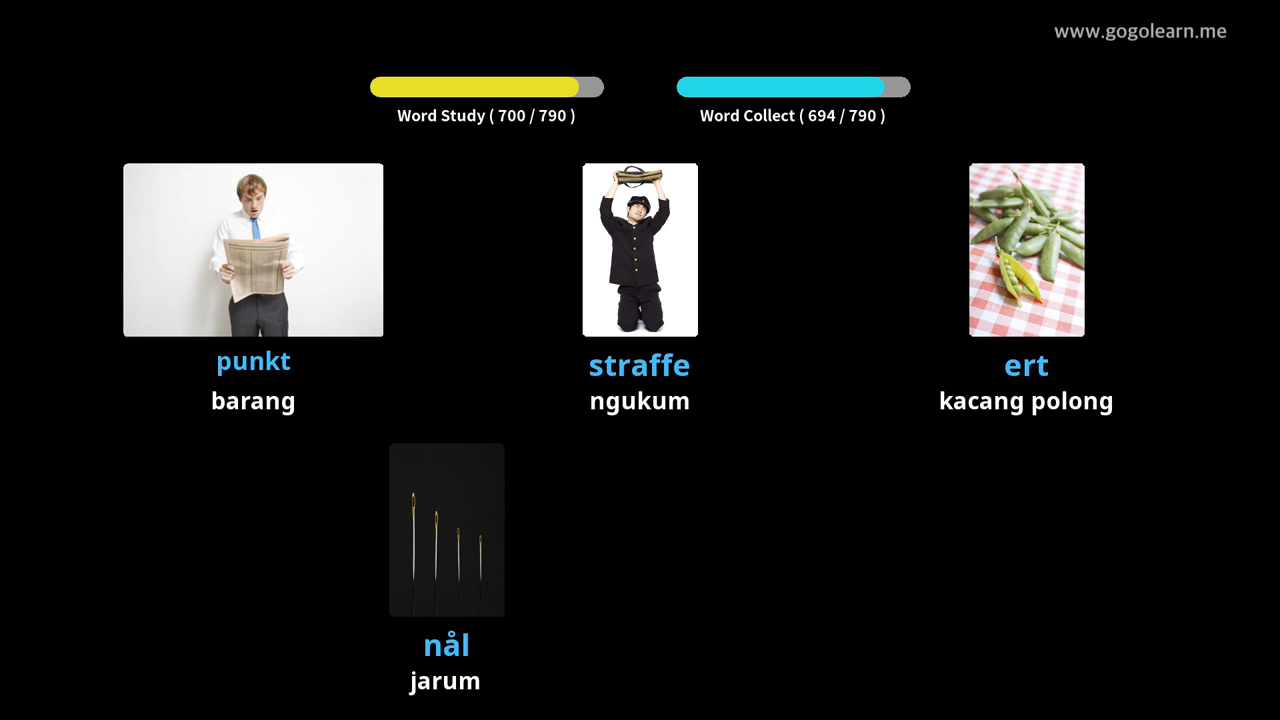 www.gogolearn.me
Word Study ( 700 / 790 )
Word Collect ( 694 / 790 )
punkt
barang
straffe
ngukum
ert
kacang polong
nål
jarum